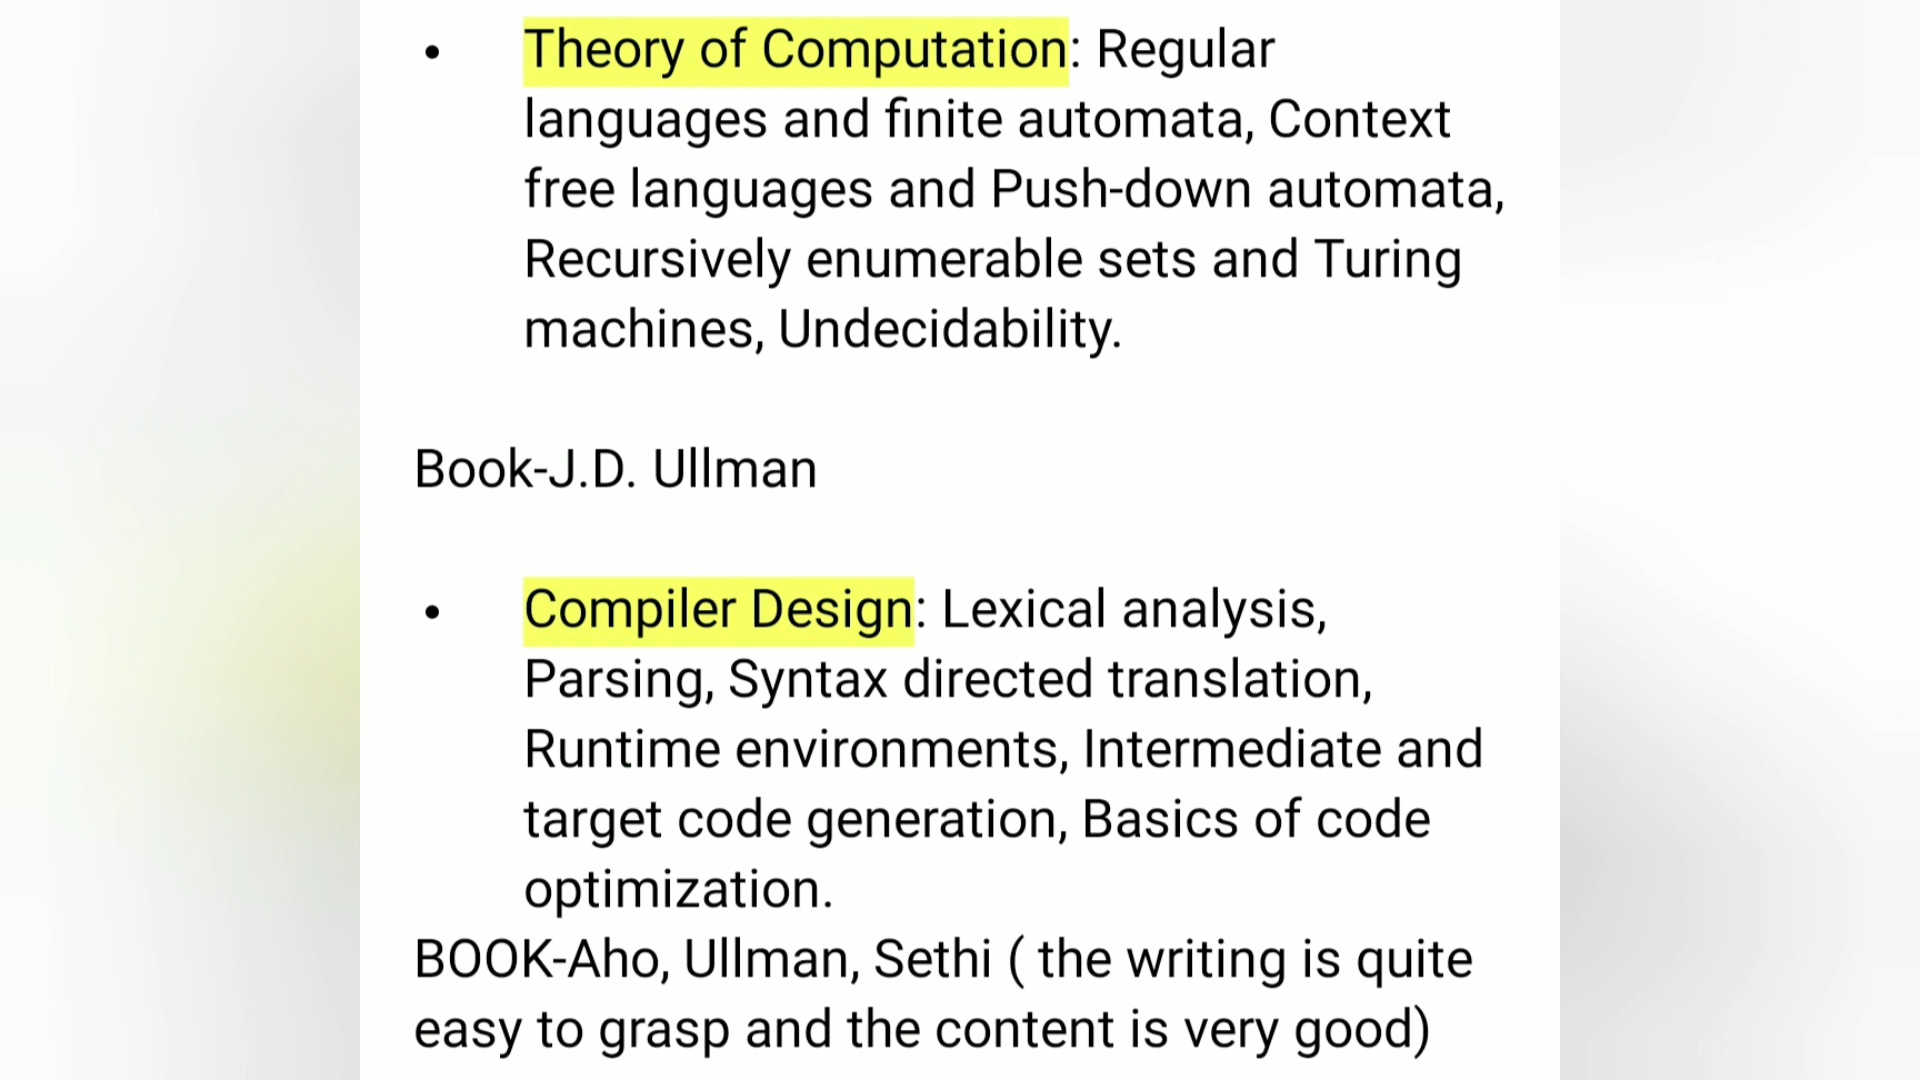 • Theory of Computation: Regular
languages and finite automata, Context
free languages and Push-down automata,
Recursively enumerable sets and Turing
machines, Undecidability.
Book-J.D. Ullman
• Compiler Design: Lexical analysis,
Parsing, Syntax directed translation,
Runtime environments, Intermediate and
target code generation, Basics of code
optimization.
BOOK-Aho, Ullman, Sethi ( the writing is quite
easy to grasp and the content is very good)